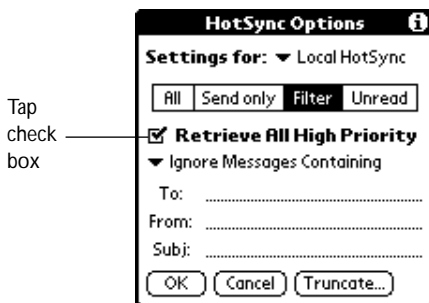 HotSync Options
Settings for: Local HotSync
All Send only Filter Unread
Tap
check
box
Retrieve All High Priority
Ignore Messages Containing
To:
From:
Subj:
OK Cancel Truncate...